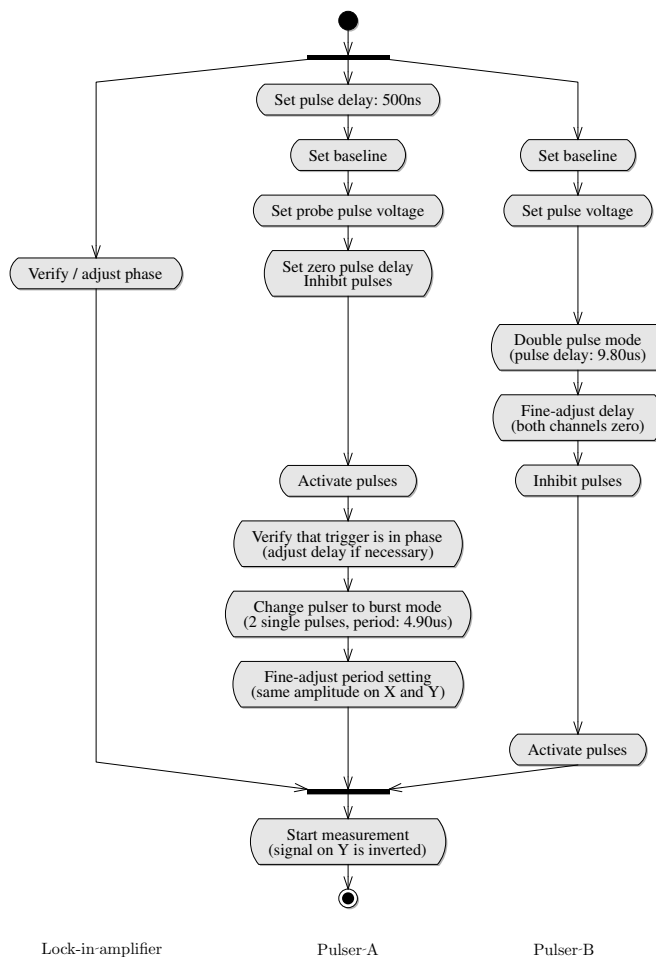 Set pulse delay: 500ns
Set baseline
Set baseline
Set probe pulse voltage
Set pulse voltage
Verify / adjust phase
Set zero pulse delay
Inhibit pulses
Double pulse mode
(pulse delay: 9.80us)
Fine-adjust delay
(both channels zero)
Activate pulses
Inhibit pulses
Verify that trigger is in phase
(adjust delay if necessary)
Change pulser to burst mode
(2 single pulses, period: 4.90us)
Fine-adjust period setting
(same amplitude on X and Y)
Activate pulses
Start measurement
(signal on Y is inverted)
Lock-in-amplifier
Pulser-A
Pulser-B